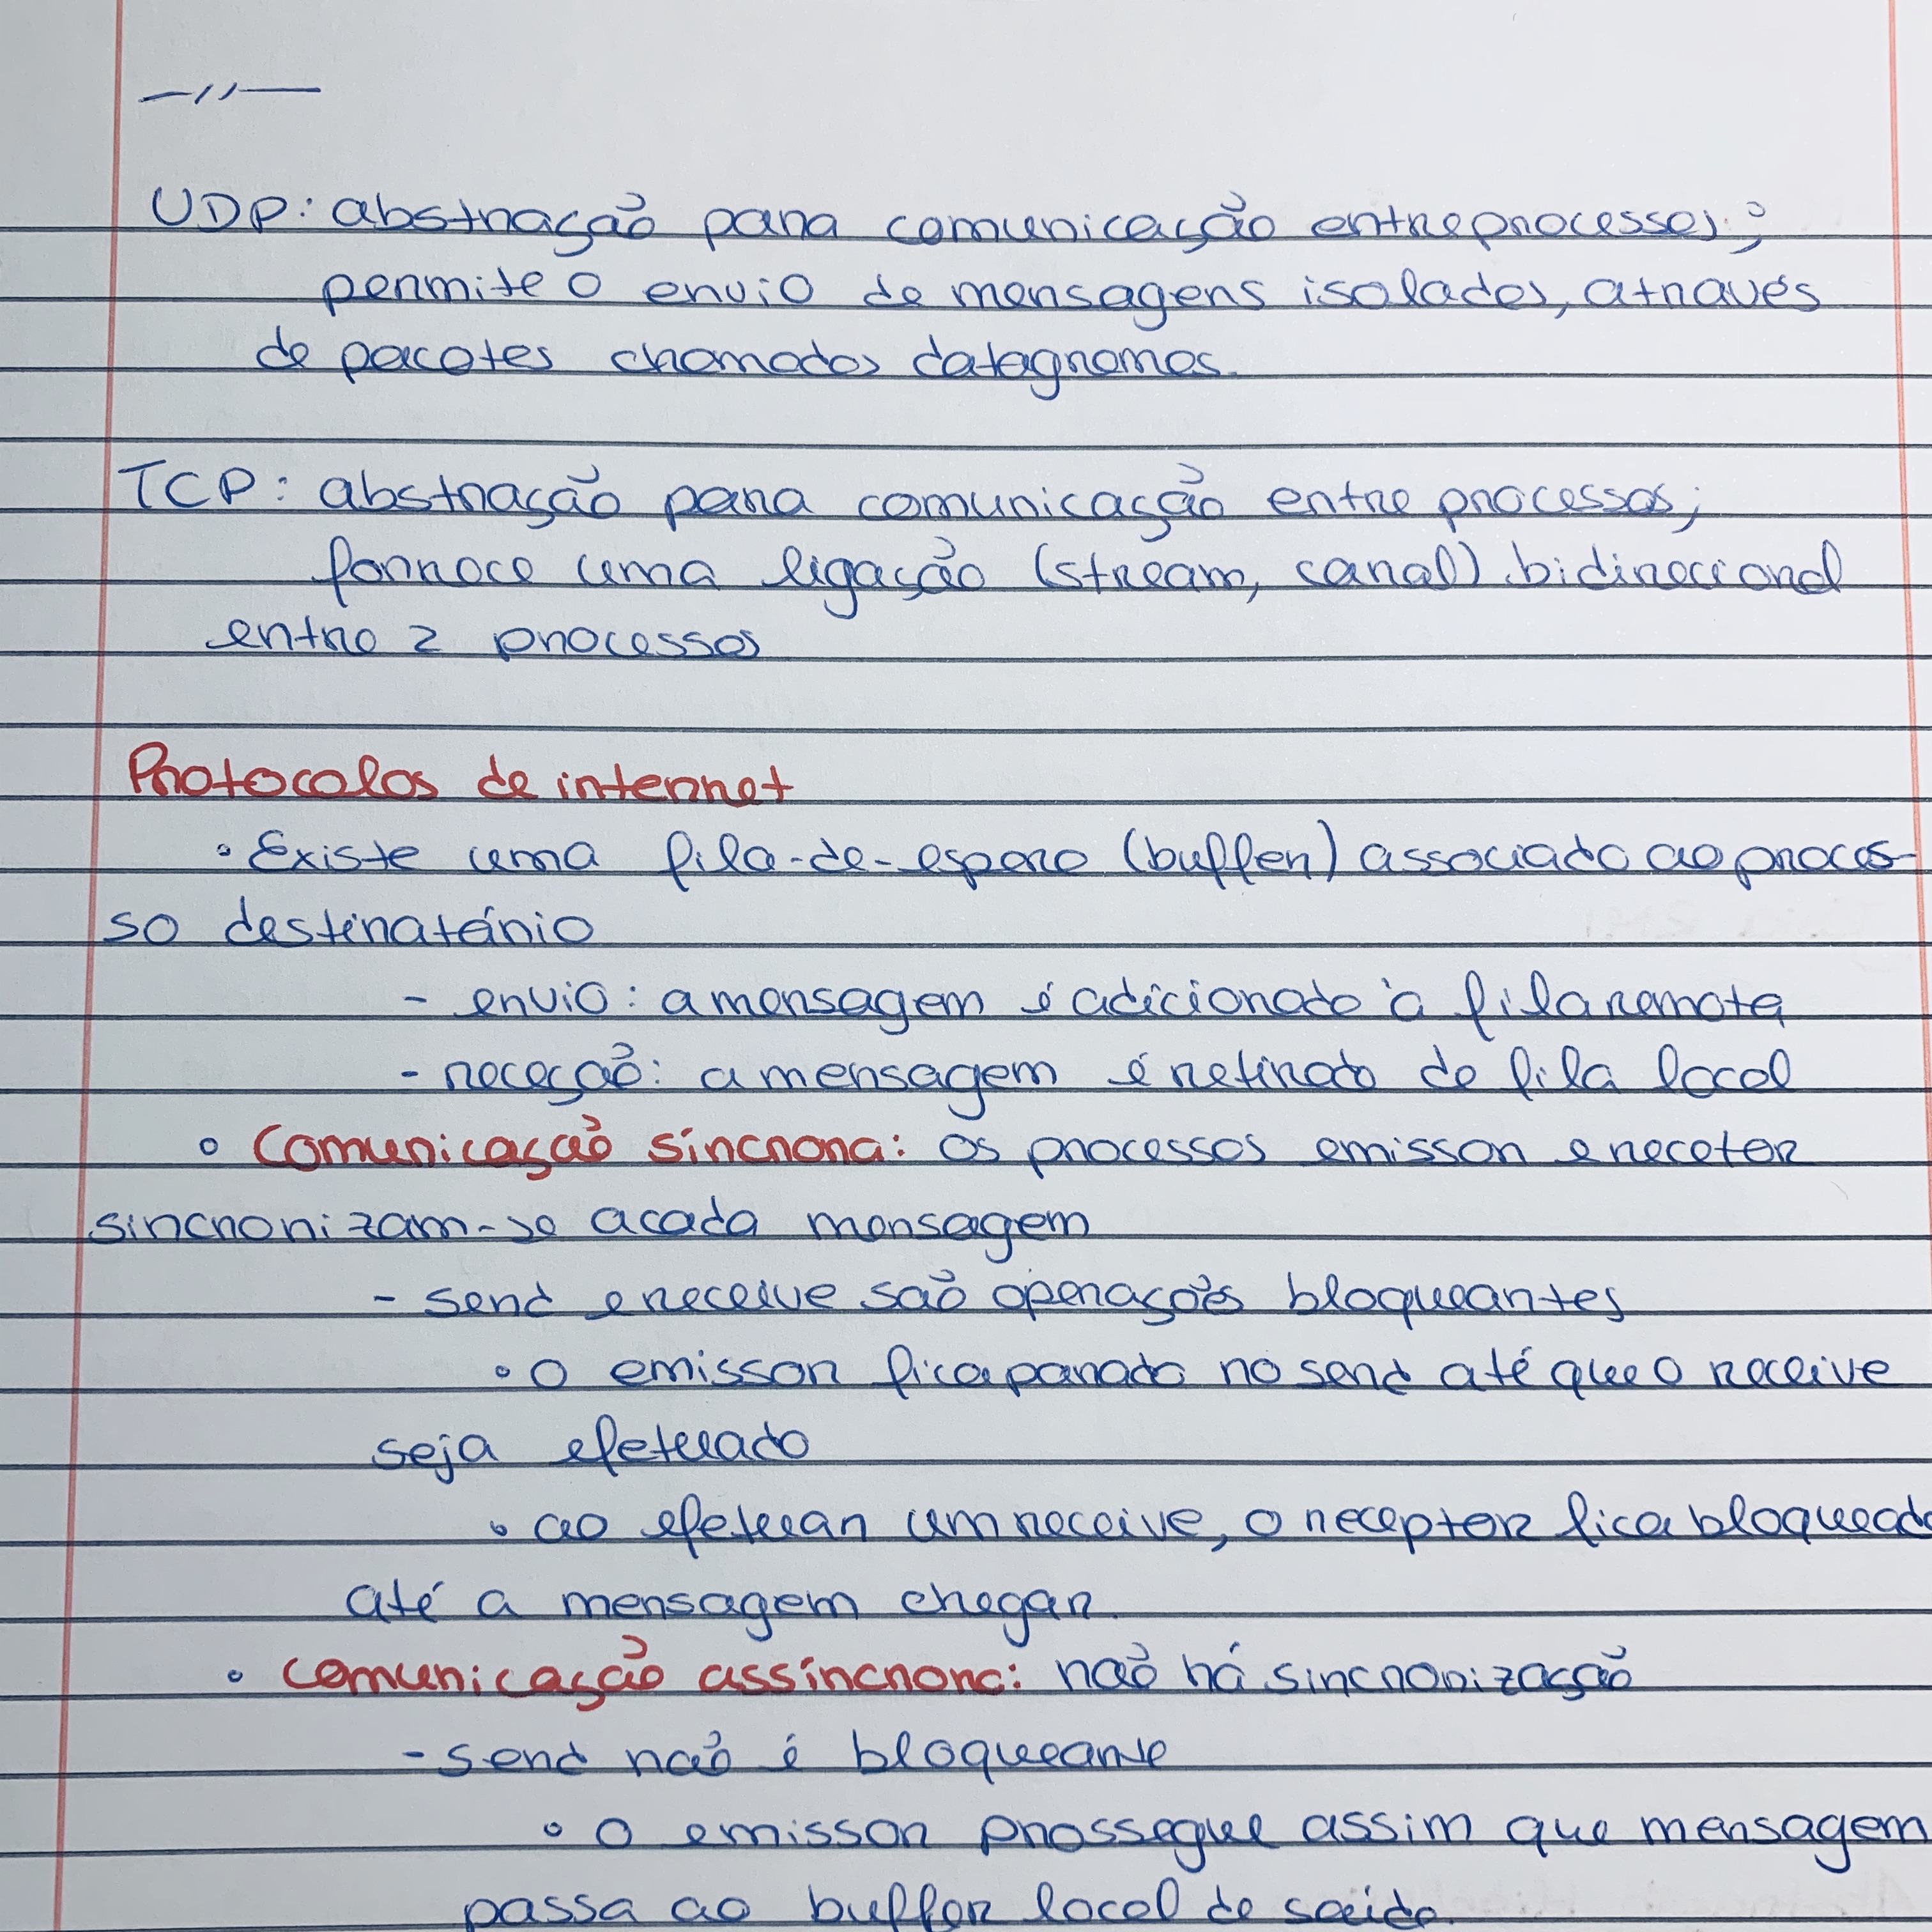 —//—
UDP: abstração para comunicação entre processos;
permite o envio de mensagens isolados, através
de pacotes chamados datagramas.
TCP: abstração para comunicação entre processos;
fornece uma ligação (stream, canal) bidirecional
entre 2 processos
Protocolos de internet
• Existe uma fila-de-espera (buffer) associado ao proces-
so destinatário
- envio: a mensagem é adicionado à fila remota
- receção: a mensagem é retirado de fila local
• Comunicação síncrona: os processos emissor e recetor
sincronizam-se a cada mensagem
- send e receive são operações bloqueantes
• o emissor fica parado no send até que o receive
seja efetuado
• ao efetuar um receive, o receptor fica bloqueado
até a mensagem chegar.
• comunicação assíncrona: não há sincronização
- send não é bloqueante
• o emissor prossegue assim que mensagem
passa ao buffer local de saída.